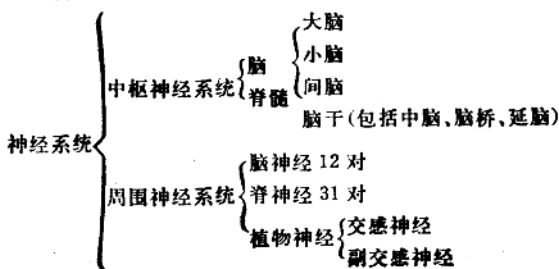 大脑
脑
小脑
中枢神经系统
脊髓
间脑
脑干(包括中脑、脑桥、延脑)
神经系统
脑神经 12 对
周围神经系统
脊神经 31 对
植物神经
交感神经
副交感神经